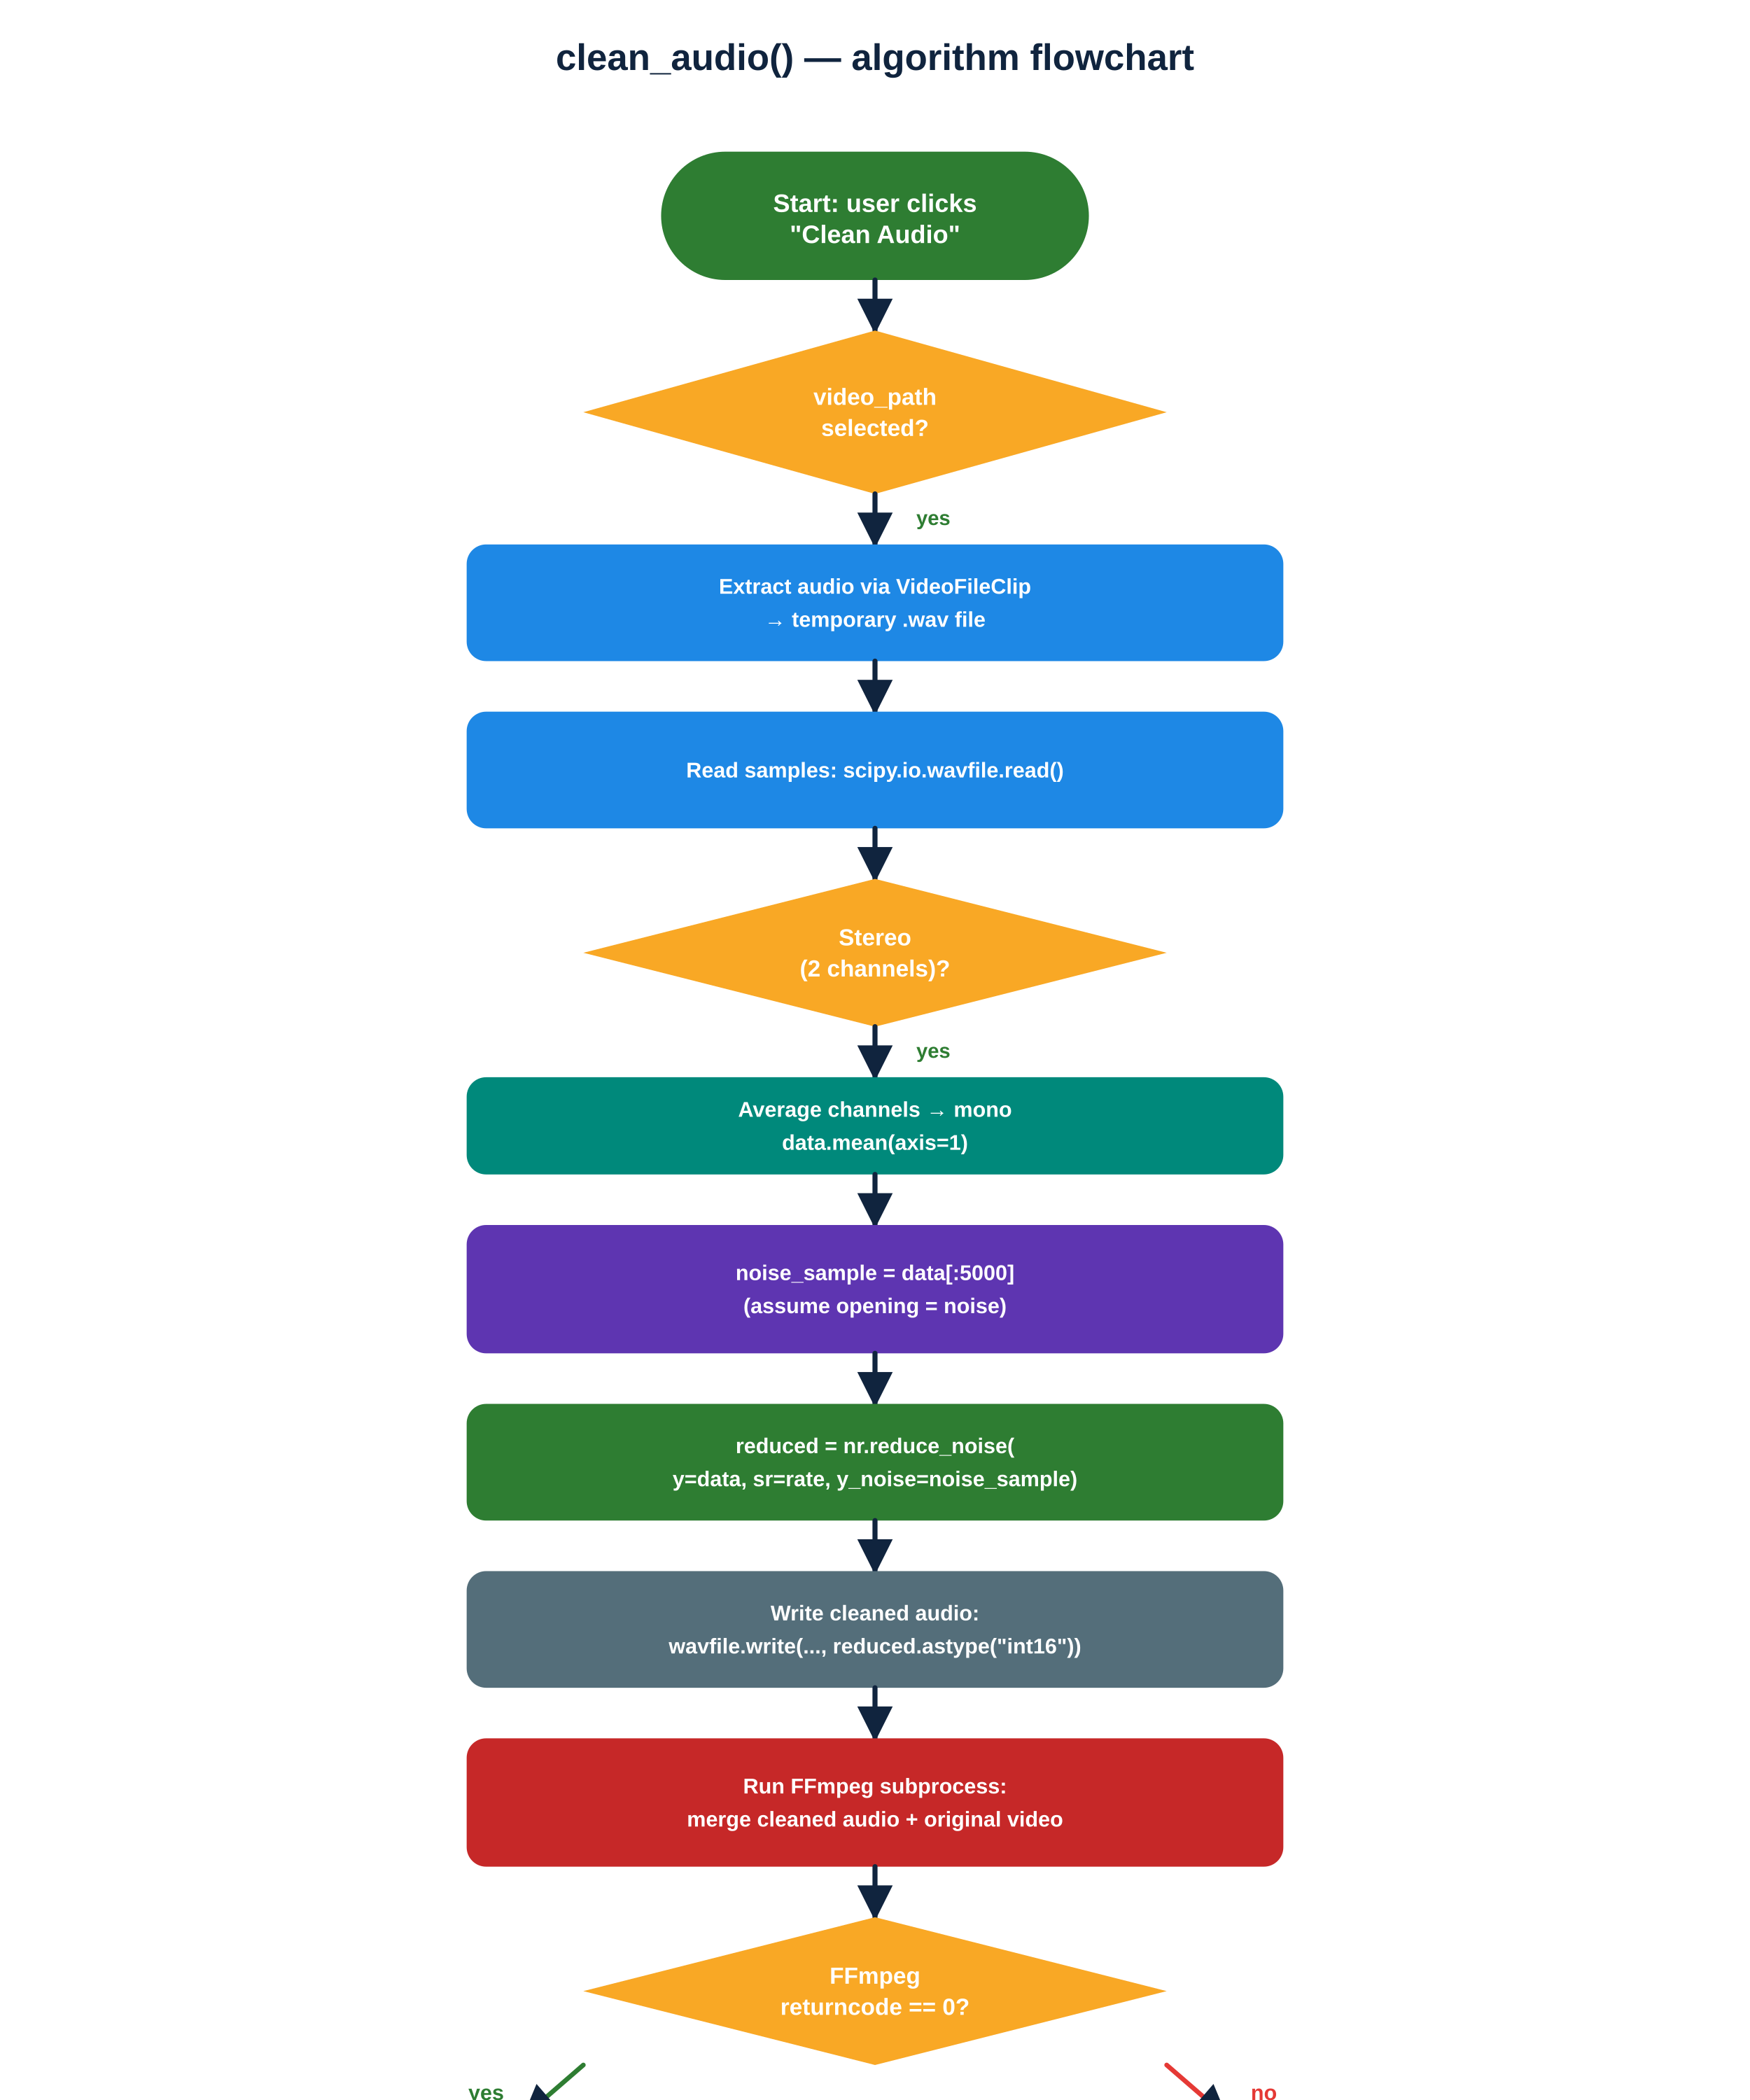 clean_audio() — algorithm flowchart
Start: user clicks
"Clean Audio"
video_path
selected?
yes
Extract audio via VideoFileClip
→ temporary .wav file
Read samples: scipy.io.wavfile.read()
Stereo
(2 channels)?
yes
Average channels → mono
data.mean(axis=1)
noise_sample = data[:5000]
(assume opening = noise)
reduced = nr.reduce_noise(
y=data, sr=rate, y_noise=noise_sample)
Write cleaned audio:
wavfile.write(..., reduced.astype("int16"))
Run FFmpeg subprocess:
merge cleaned audio + original video
FFmpeg
returncode == 0?
yes
no